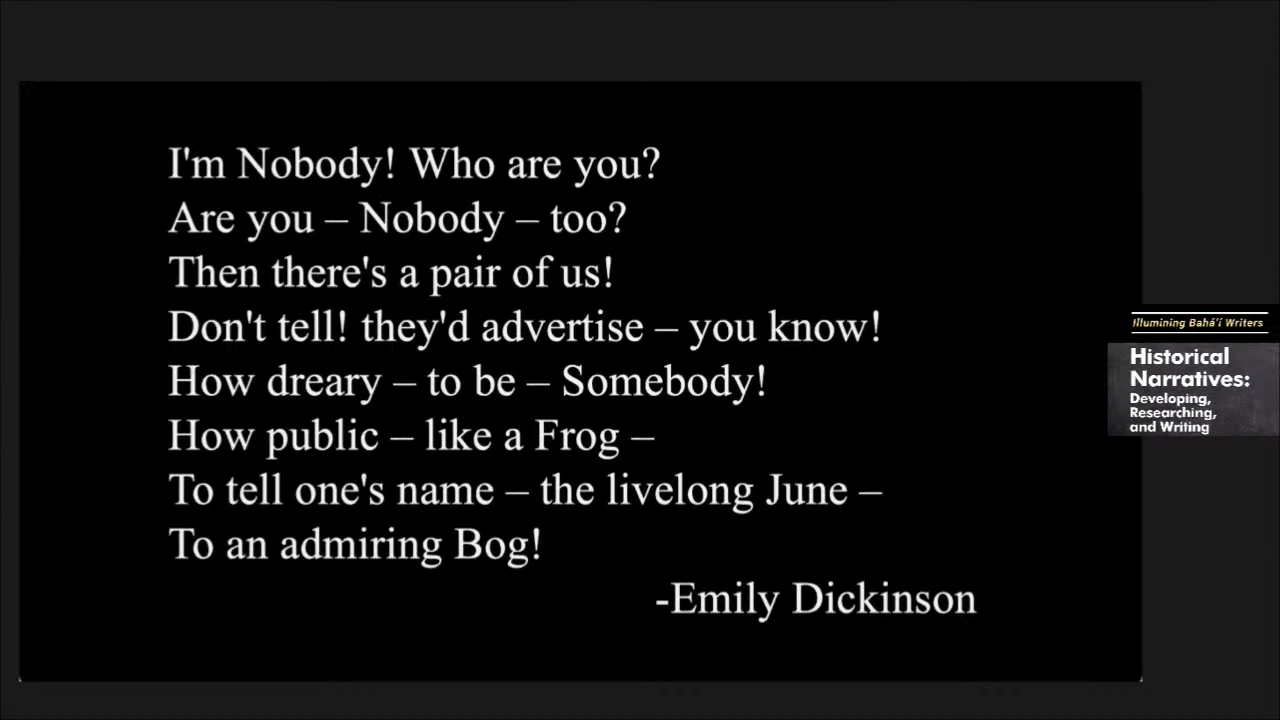 I'm Nobody! Who are you?
Are you – Nobody – too?
Then there's a pair of us!
Don't tell! they'd advertise – you know!
How dreary – to be – Somebody!
How public – like a Frog –
To tell one's name – the livelong June –
To an admiring Bog!
-Emily Dickinson
Illumining Bahá'í Writers
Historical
Narratives:
Developing,
Researching,
and Writing